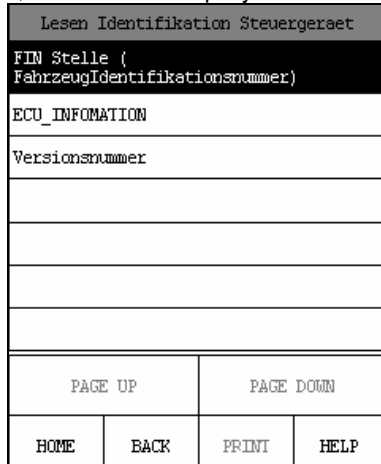 Lesen Identifikation Steuergeraet
FIN Stelle (
FahrzeugIdentifikationsnummer)
ECU_INFOMATION
Versionsnummer
PAGE UP
PAGE DOWN
HOME
BACK
PRINT
HELP